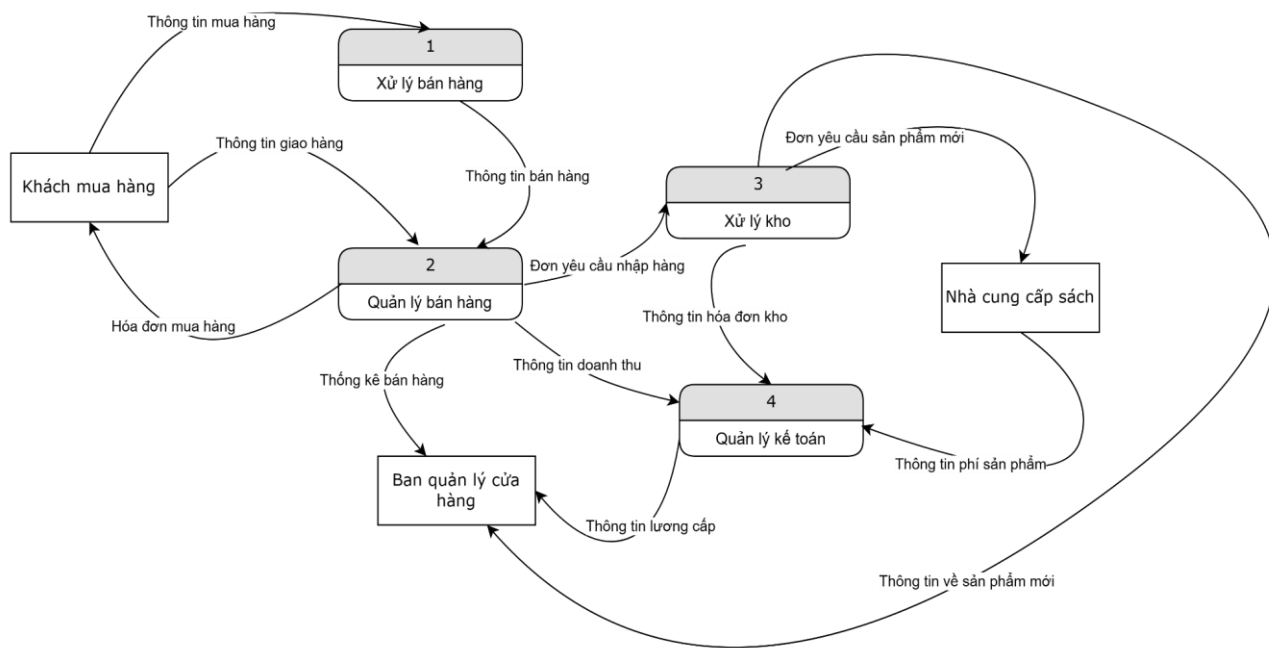 Thông tin mua hàng
1
Xử lý bán hàng
Thông tin giao hàng
Đơn yêu cầu sản phẩm mới
Khách mua hàng
Thông tin bán hàng
3
Xử lý kho
2
Quản lý bán hàng
Đơn yêu cầu nhập hàng
Nhà cung cấp sách
Hóa đơn mua hàng
Thông tin hóa đơn kho
Thống kê bán hàng
Thông tin doanh thu
4
Quản lý kế toán
Thông tin phí sản phẩm
Ban quản lý cửa
hàng
Thông tin lương cấp
Thông tin về sản phẩm mới